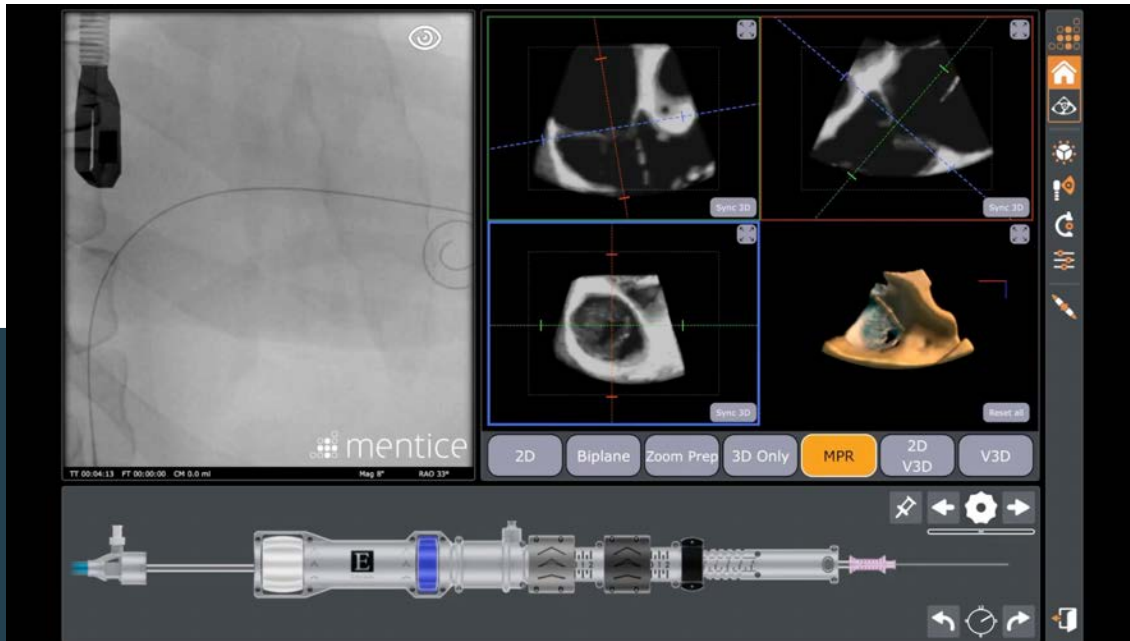 mentice
TT 00:04:13 FT 00:00:00 CM 0.0 ml Mag 8" RAO 33°
Sync 3D
Sync 3D
Sync 3D
Reset all
2D
Biplane
Zoom Prep
3D Only
MPR
2D
V3D
V3D
E